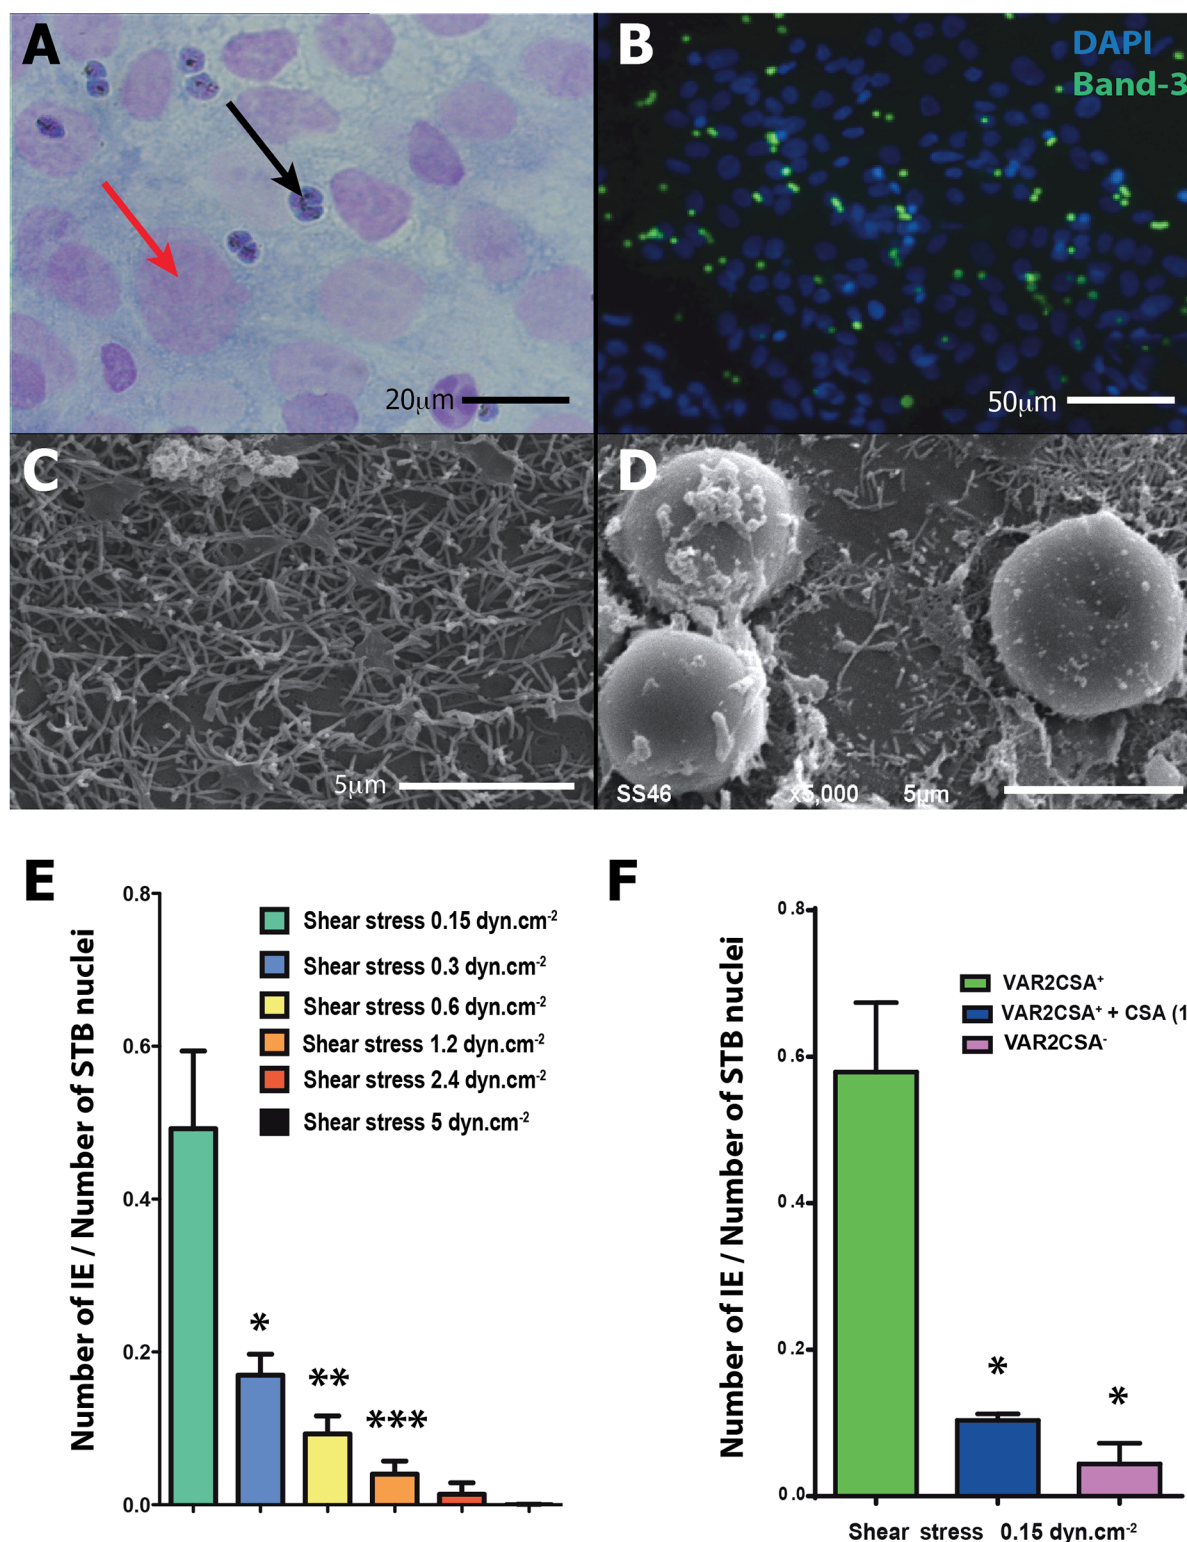 A
20µm
B
DAPI
Band-3
50µm
C
5µm
D
SS46 x5,000 5µm
E
Number of IE / Number of STB nuclei
0.8
0.6
0.4
0.2
0.0
Shear stress 0.15 dyn.cm⁻²
Shear stress 0.3 dyn.cm⁻²
Shear stress 0.6 dyn.cm⁻²
Shear stress 1.2 dyn.cm⁻²
Shear stress 2.4 dyn.cm⁻²
Shear stress 5 dyn.cm⁻²
*
**
***
F
Number of IE / Number of STB nuclei
0.8
0.6
0.4
0.2
0.0
VAR2CSA⁺
VAR2CSA⁺ + CSA (1
VAR2CSA⁻
*
*
Shear stress 0.15 dyn.cm⁻²